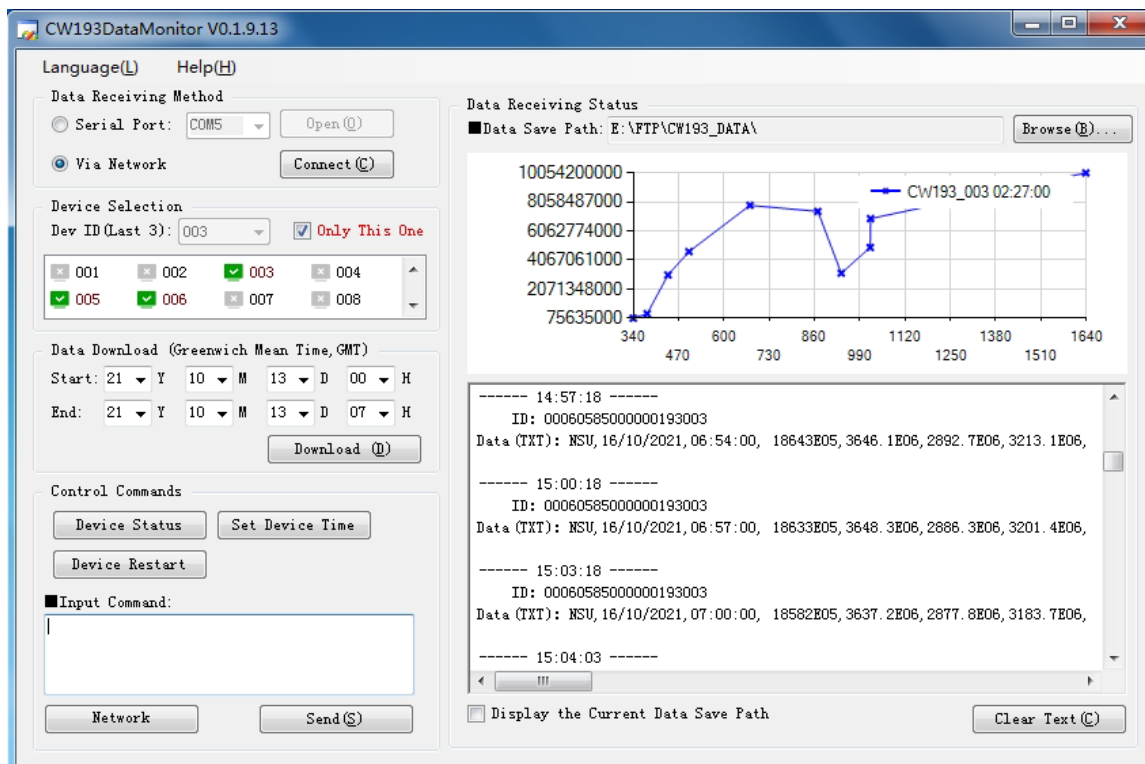 CW193DataMonitor V0.1.9.13
Language(L) Help(H)
Data Receiving Method
Serial Port: COM5 Open(O)
Via Network Connect(C)
Device Selection
Dev ID(Last 3): 003 Only This One
001 002 003 004
005 006 007 008
Data Download (Greenwich Mean Time,GMT)
Start: 21 Y 10 M 13 D 00 H
End: 21 Y 10 M 13 D 07 H
Download (D)
Control Commands
Device Status Set Device Time
Device Restart
■Input Command:
Network Send(S)
Data Receiving Status
■Data Save Path: E:\FTP\CW193_DATA\ Browse(B)...
10054200000
8058487000
6062774000
4067061000
2071348000
75635000
CW193_003 02:27:00
340 600 860 1120 1380 1640
470 730 990 1250 1510
------ 14:57:18 ------
ID: 00060585000000193003
Data(TXT): NSU,16/10/2021,06:54:00, 18643E05,3646.1E06,2892.7E06,3213.1E06,
------ 15:00:18 ------
ID: 00060585000000193003
Data(TXT): NSU,16/10/2021,06:57:00, 18633E05,3648.3E06,2886.3E06,3201.4E06,
------ 15:03:18 ------
ID: 00060585000000193003
Data(TXT): NSU,16/10/2021,07:00:00, 18582E05,3637.2E06,2877.8E06,3183.7E06,
------ 15:04:03 ------
Display the Current Data Save Path Clear Text(C)